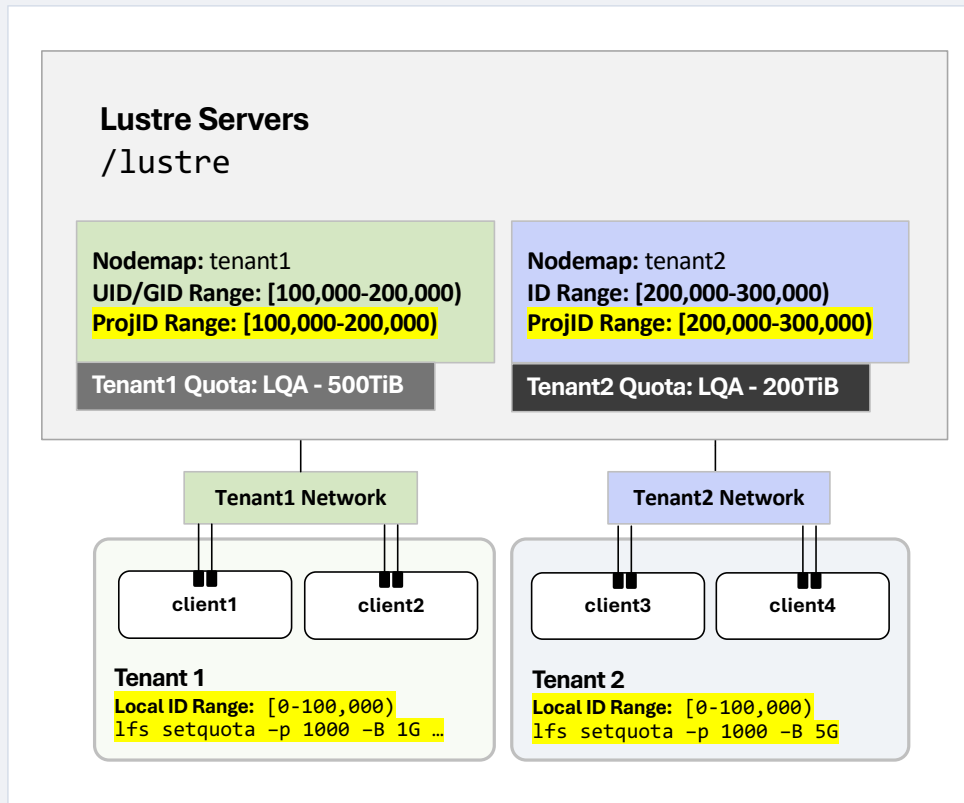 Lustre Servers
/lustre
Nodemap: tenant1
UID/GID Range: [100,000-200,000)
ProjID Range: [100,000-200,000)
Tenant1 Quota: LQA - 500TiB
Nodemap: tenant2
ID Range: [200,000-300,000)
ProjID Range: [200,000-300,000)
Tenant2 Quota: LQA - 200TiB
Tenant1 Network
Tenant2 Network
client1
client2
client3
client4
Tenant 1
Local ID Range: [0-100,000)
lfs setquota –p 1000 –B 1G …
Tenant 2
Local ID Range: [0-100,000)
lfs setquota –p 1000 –B 5G